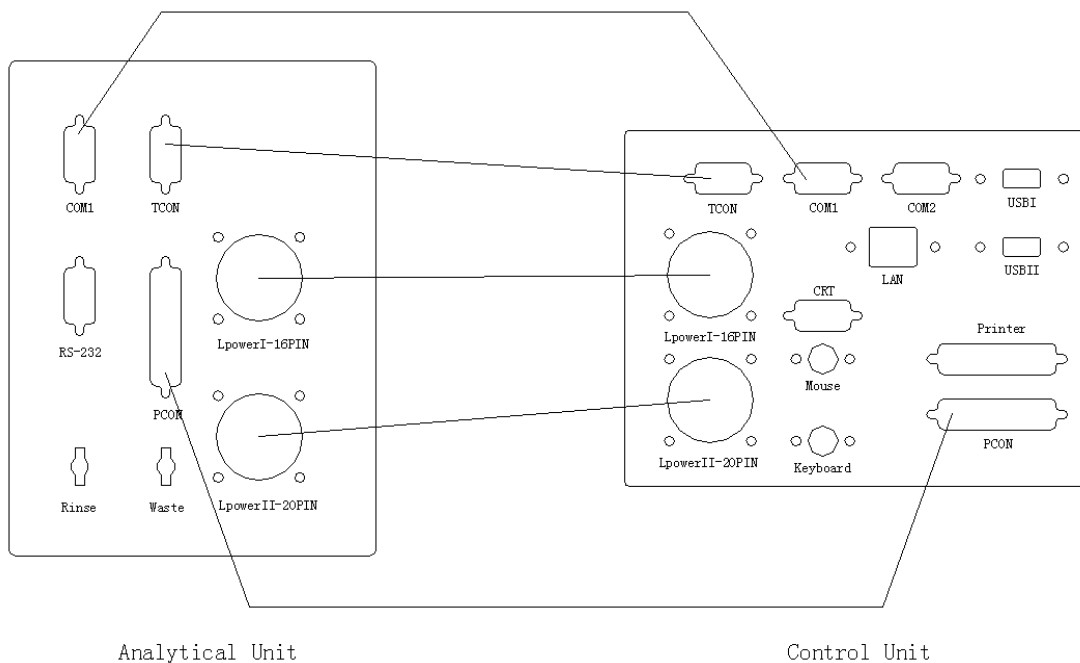 COM1
TCON
RS-232
PCON
LpowerI-16PIN
Rinse
Waste
LpowerII-20PIN
Analytical Unit
TCON
COM1
COM2
USBI
LAN
USBII
CRT
LpowerI-16PIN
Printer
Mouse
PCON
LpowerII-20PIN
Keyboard
Control Unit